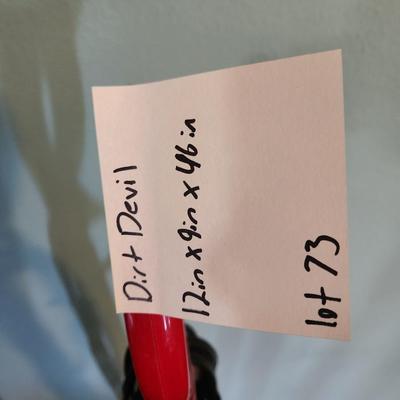 Dirt Devil
12in x 9in x 46in
lot 73